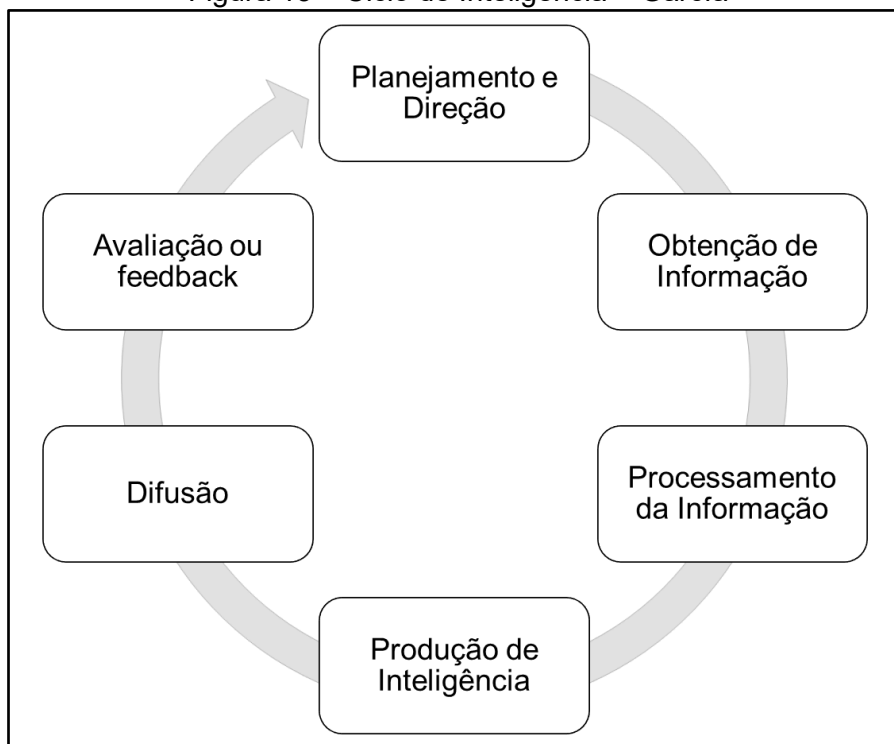 Planejamento e
Direção
Obtenção de
Informação
Processamento
da Informação
Produção de
Inteligência
Difusão
Avaliação ou
feedback